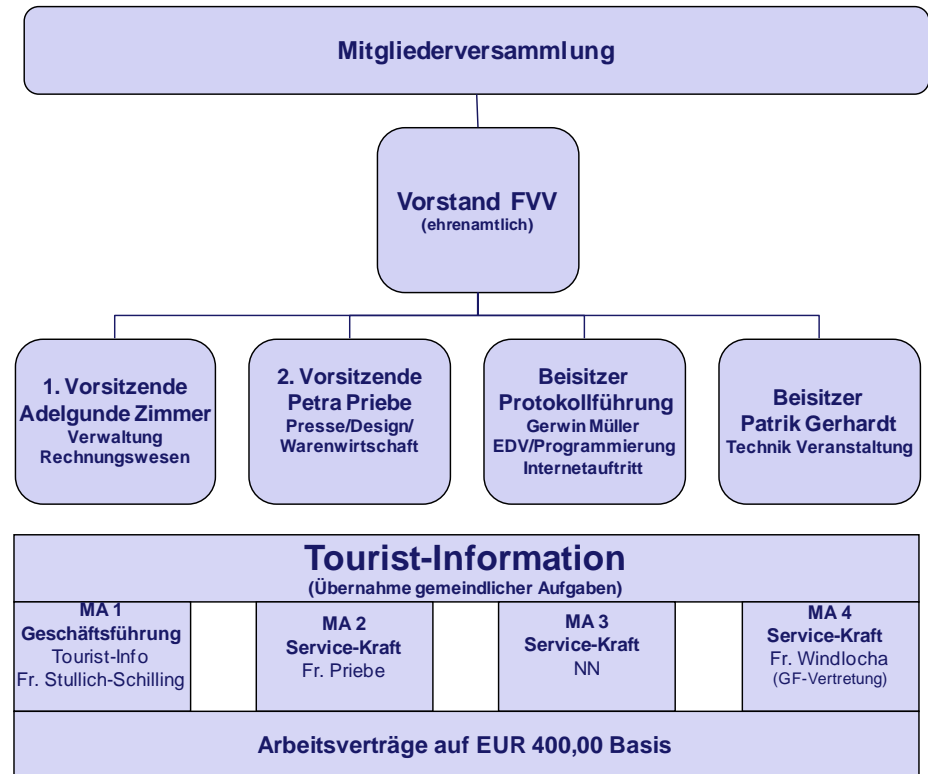 Mitgliederversammlung
Vorstand FVV
(ehrenamtlich)
1. Vorsitzende
Adelgunde Zimmer
Verwaltung
Rechnungswesen
2. Vorsitzende
Petra Priebe
Presse/Design/
Warenwirtschaft
Beisitzer
Protokollführung
Gerwin Müller
EDV/Programmierung
Internetauftritt
Beisitzer
Patrik Gerhardt
Technik Veranstaltung
Tourist-Information
(Übernahme gemeindlicher Aufgaben)
MA 1
Geschäftsführung
Tourist-Info
Fr. Stullich-Schilling
MA 2
Service-Kraft
Fr. Priebe
MA 3
Service-Kraft
NN
MA 4
Service-Kraft
Fr. Windlocha
(GF-Vertretung)
Arbeitsverträge auf EUR 400,00 Basis